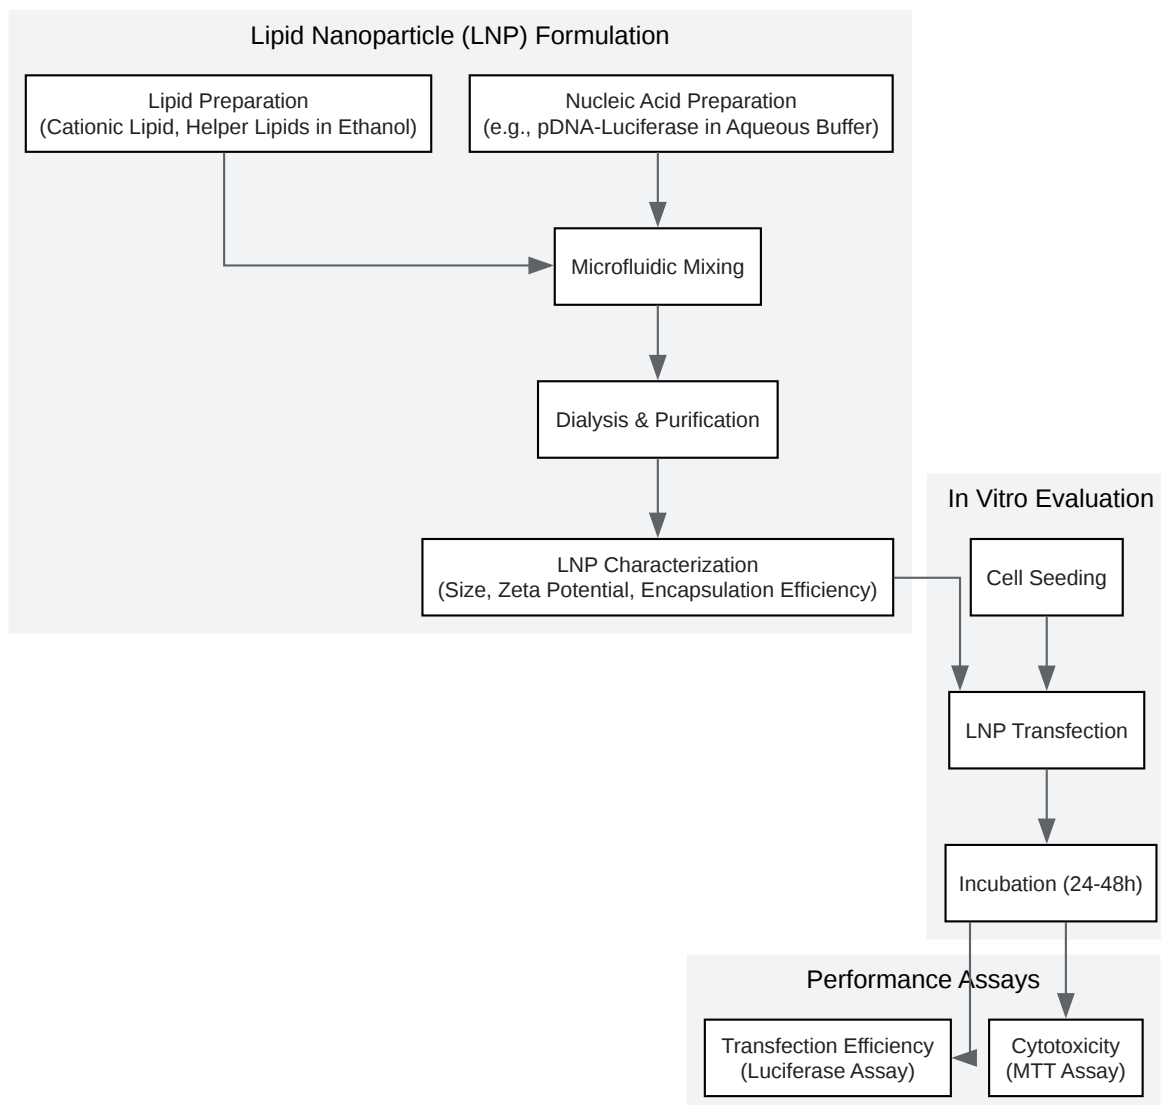 Lipid Nanoparticle (LNP) Formulation
Lipid Preparation
(Cationic Lipid, Helper Lipids in Ethanol)
Nucleic Acid Preparation
(e.g., pDNA-Luciferase in Aqueous Buffer)
Microfluidic Mixing
Dialysis & Purification
LNP Characterization
(Size, Zeta Potential, Encapsulation Efficiency)
In Vitro Evaluation
Cell Seeding
LNP Transfection
Incubation (24-48h)
Performance Assays
Transfection Efficiency
(Luciferase Assay)
Cytotoxicity
(MTT Assay)